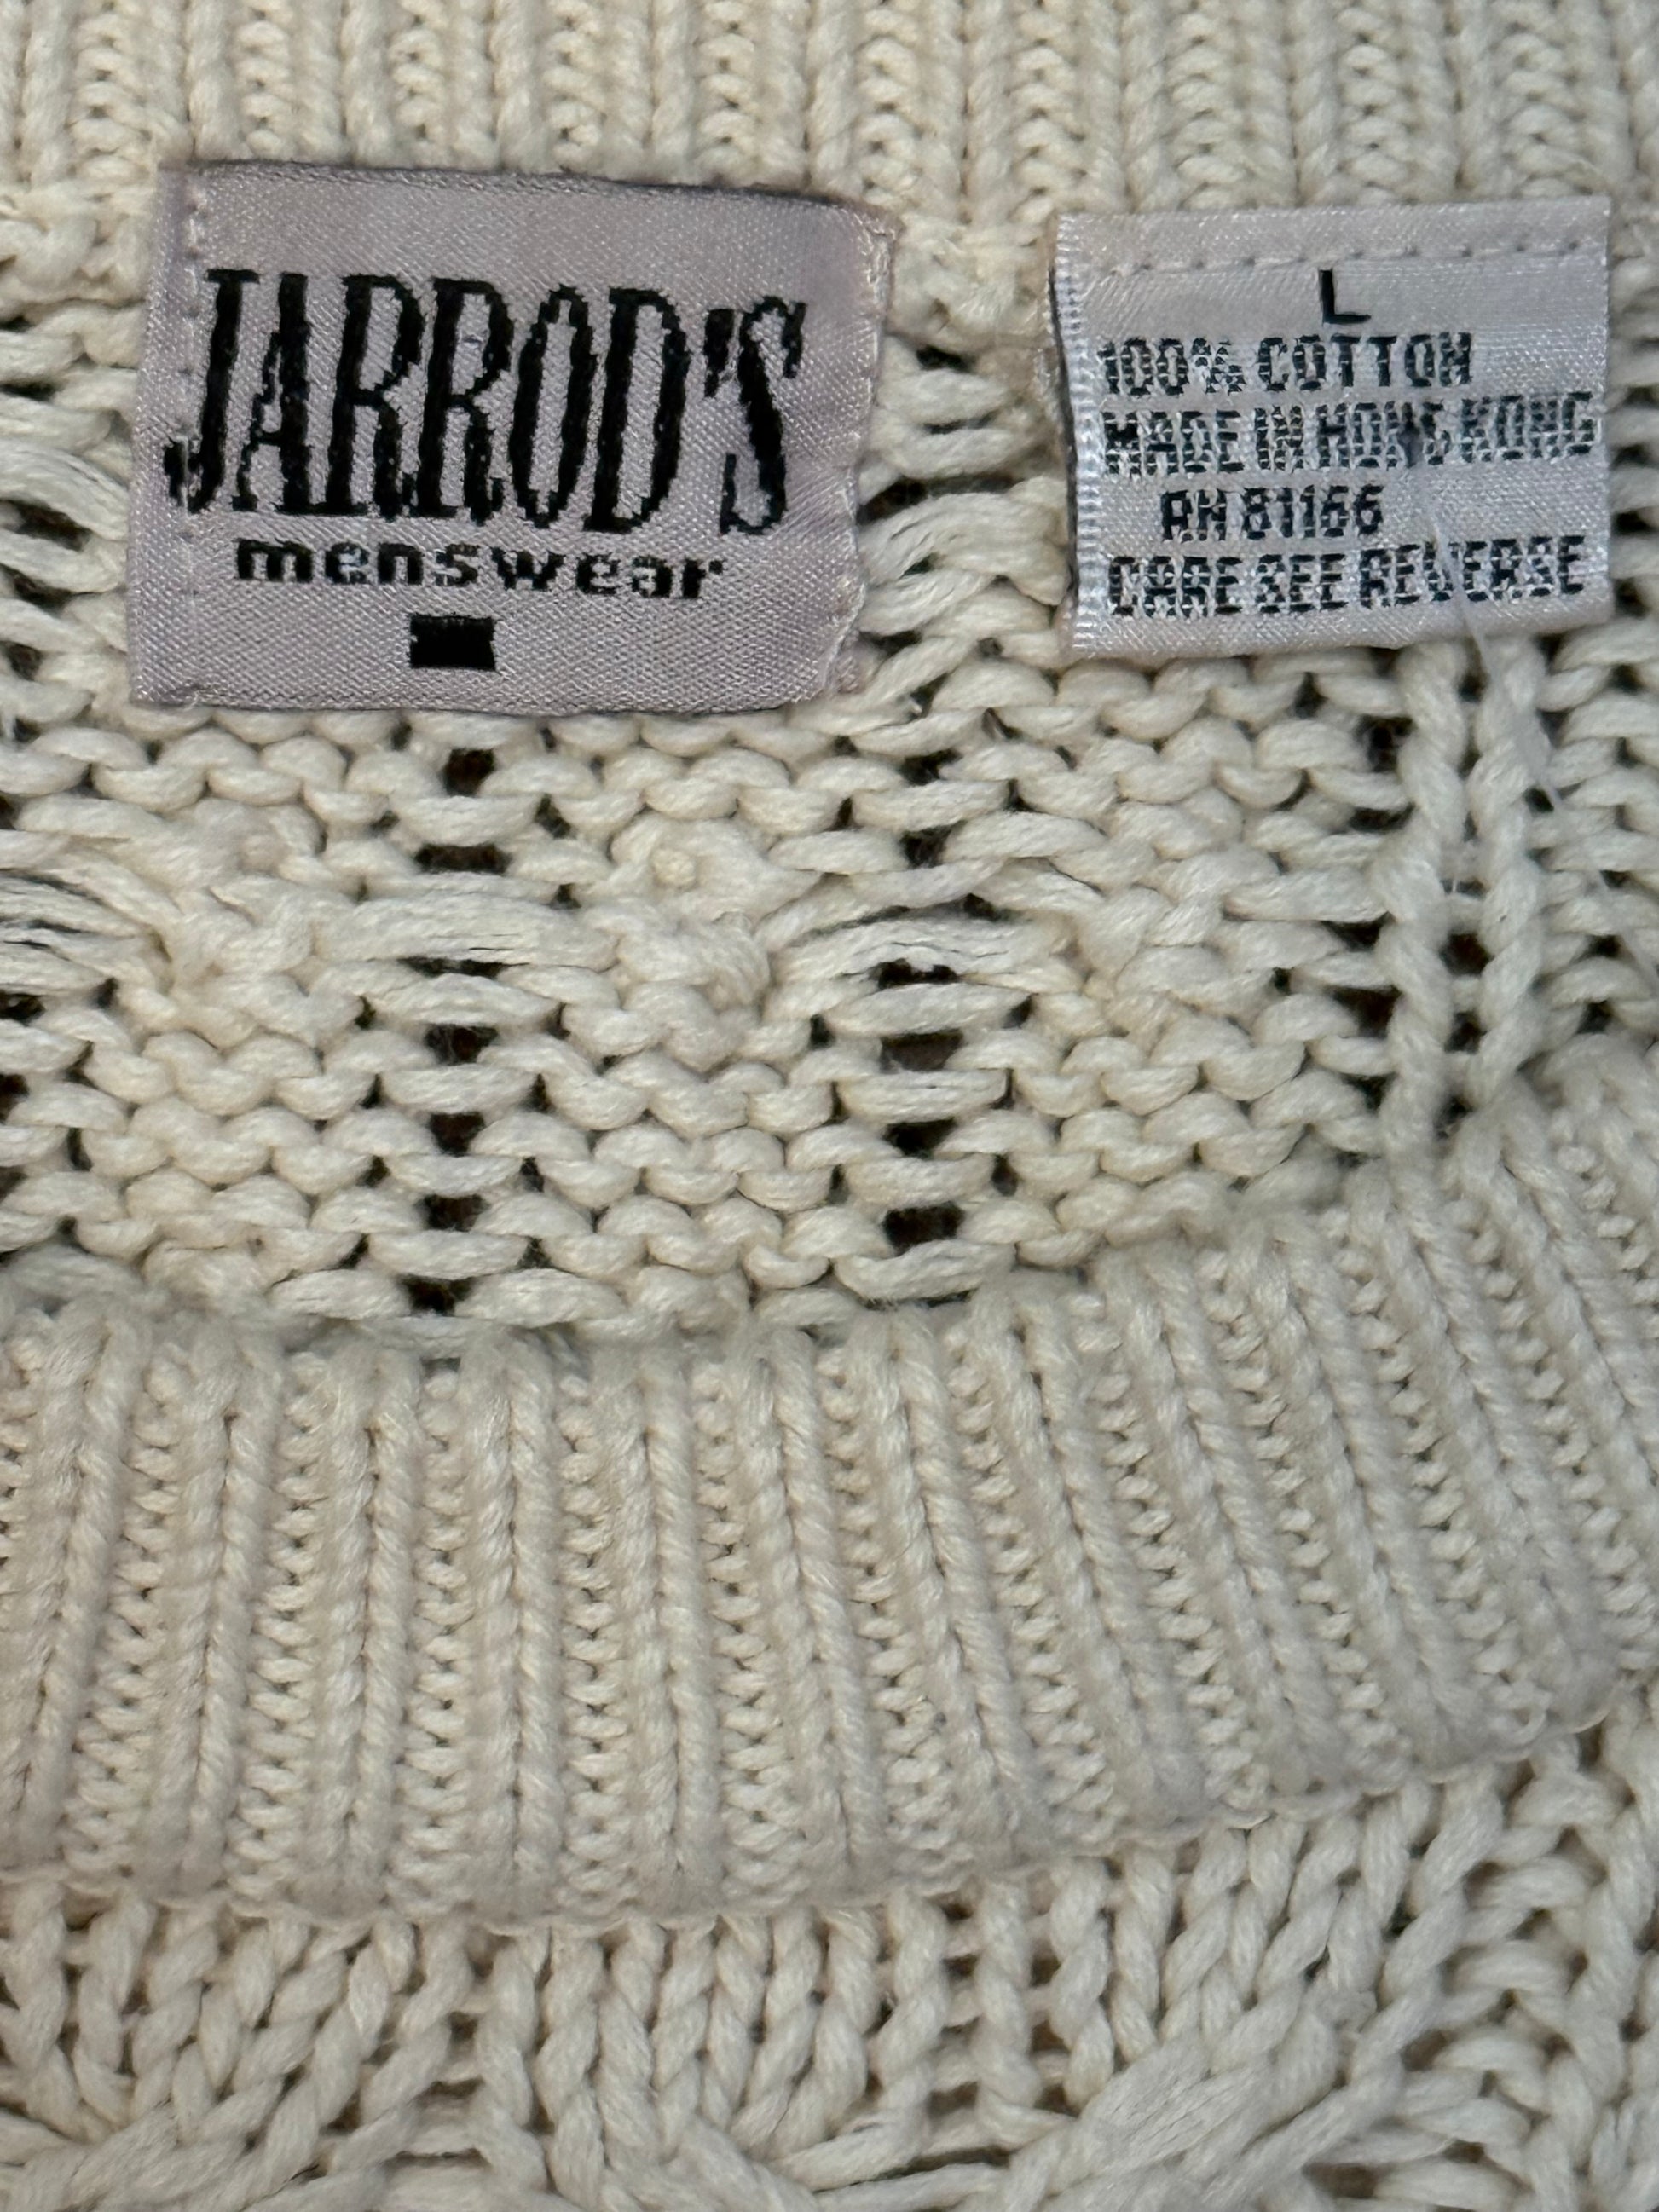 JARROD'S
menswear
L
100% COTTON
MADE IN HONG KONG
RN 81166
CARE SEE REVERSE